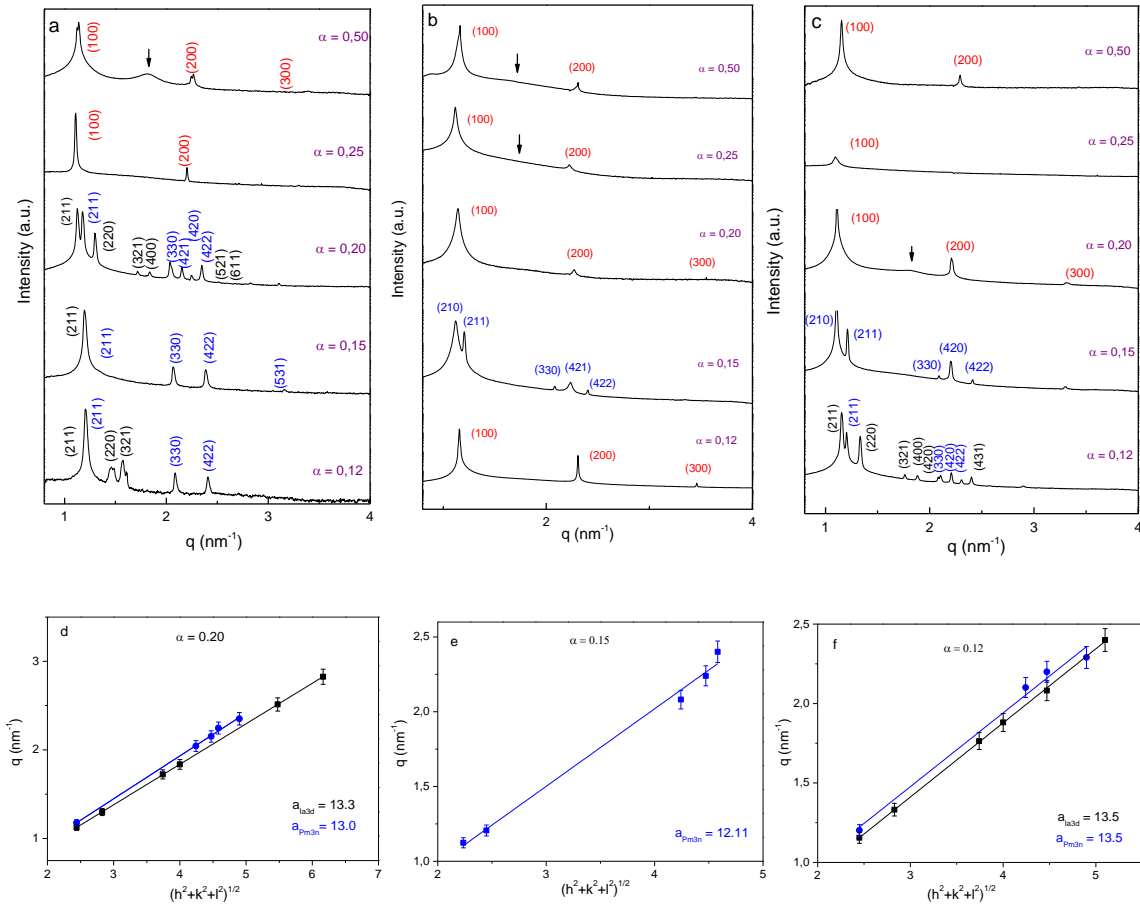 a
(100)
(200)
(300)
α = 0,50
(100)
(200)
α = 0,25
(211)
(211)
(220)
(321)
(400)
(330)
(421)
(420)
(422)
(521)
(611)
α = 0,20
(211)
(211)
(330)
(422)
(531)
α = 0,15
(211)
(211)
(220)
(321)
(330)
(422)
α = 0,12
Intensity (a.u.)
1 2 3 4
q (nm⁻¹)
b
(100)
(200)
α = 0,50
(100)
(200)
α = 0,25
(100)
(200)
(300)
α = 0,20
(210)
(211)
(330)
(421)
(422)
α = 0,15
(100)
(200)
(300)
α = 0,12
Intensity (a.u.)
2 4
q (nm⁻¹)
c
(100)
(200)
α = 0,50
(100)
α = 0,25
(100)
(200)
(300)
α = 0,20
(210)
(211)
(330)
(420)
(422)
α = 0,15
(211)
(211)
(220)
(321)
(400)
(420)
(330)
(420)
(422)
(431)
α = 0,12
Intensity (a.u.)
1 2 3 4
q (nm⁻¹)
d
α = 0.20
3
2
1
q (nm⁻¹)
a_Ia3d = 13.3
a_Pm3n = 13.0
2 3 4 5 6 7
(h²+k²+l²)^1/2
e
α = 0.15
2,5
2,0
1,5
1,0
q (nm⁻¹)
a_Pm3n = 12.11
2 3 4 5
(h²+k²+l²)^1/2
f
α = 0.12
2,5
2,0
1,5
1,0
q (nm⁻¹)
a_Ia3d = 13.5
a_Pm3n = 13.5
2 3 4 5
(h²+k²+l²)^1/2